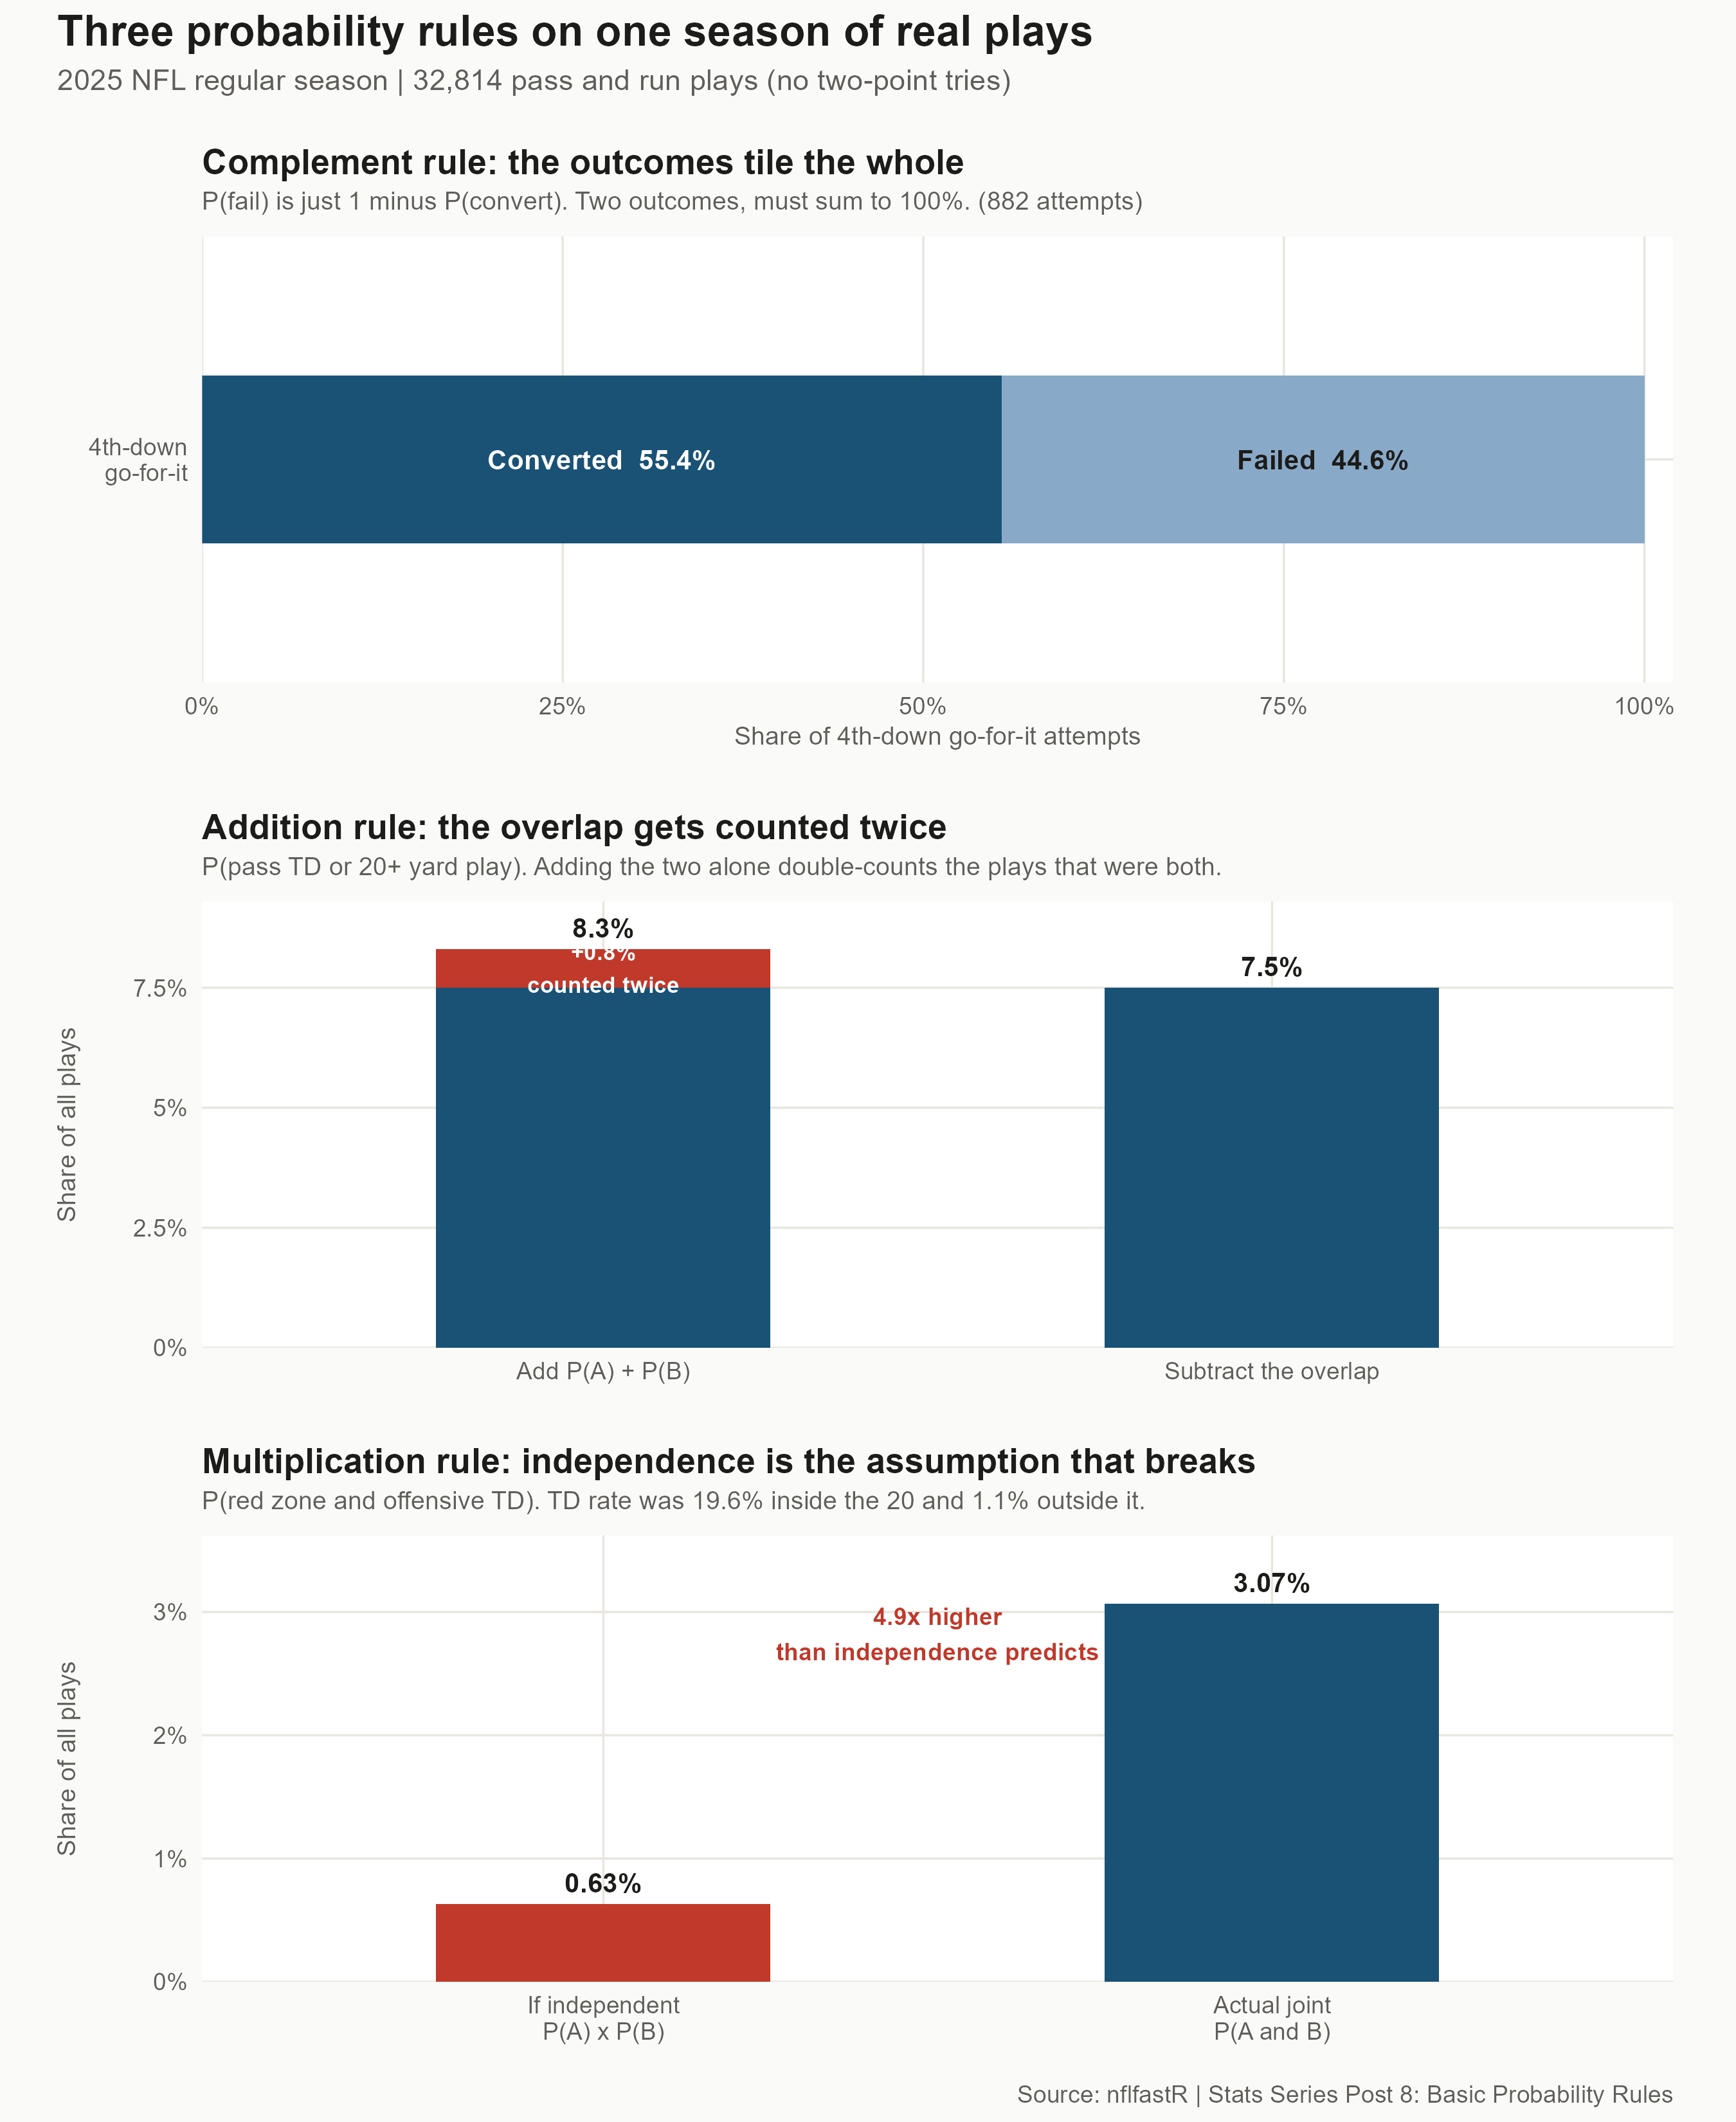 Three probability rules on one season of real plays
2025 NFL regular season | 32,814 pass and run plays (no two-point tries)
Complement rule: the outcomes tile the whole
P(fail) is just 1 minus P(convert). Two outcomes, must sum to 100%. (882 attempts)
4th-down
go-for-it
Converted 55.4%
Failed 44.6%
0%
25%
50%
75%
100%
Share of 4th-down go-for-it attempts
Addition rule: the overlap gets counted twice
P(pass TD or 20+ yard play). Adding the two alone double-counts the plays that were both.
Share of all plays
7.5%
5%
2.5%
0%
8.3%
+0.8%
counted twice
7.5%
Add P(A) + P(B)
Subtract the overlap
Multiplication rule: independence is the assumption that breaks
P(red zone and offensive TD). TD rate was 19.6% inside the 20 and 1.1% outside it.
Share of all plays
3%
2%
1%
0%
0.63%
4.9x higher
than independence predicts
3.07%
If independent
P(A) x P(B)
Actual joint
P(A and B)
Source: nflfastR | Stats Series Post 8: Basic Probability Rules